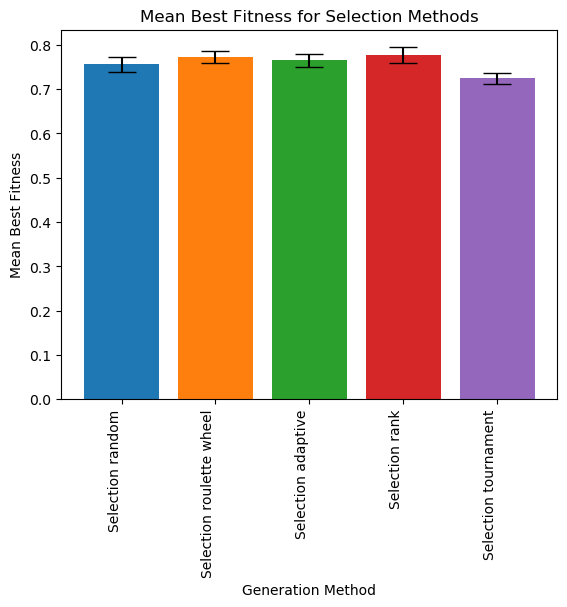 Mean Best Fitness for Selection Methods
Mean Best Fitness
0.8
0.7
0.6
0.5
0.4
0.3
0.2
0.1
0.0
Selection random
Selection roulette wheel
Selection adaptive
Selection rank
Selection tournament
Generation Method